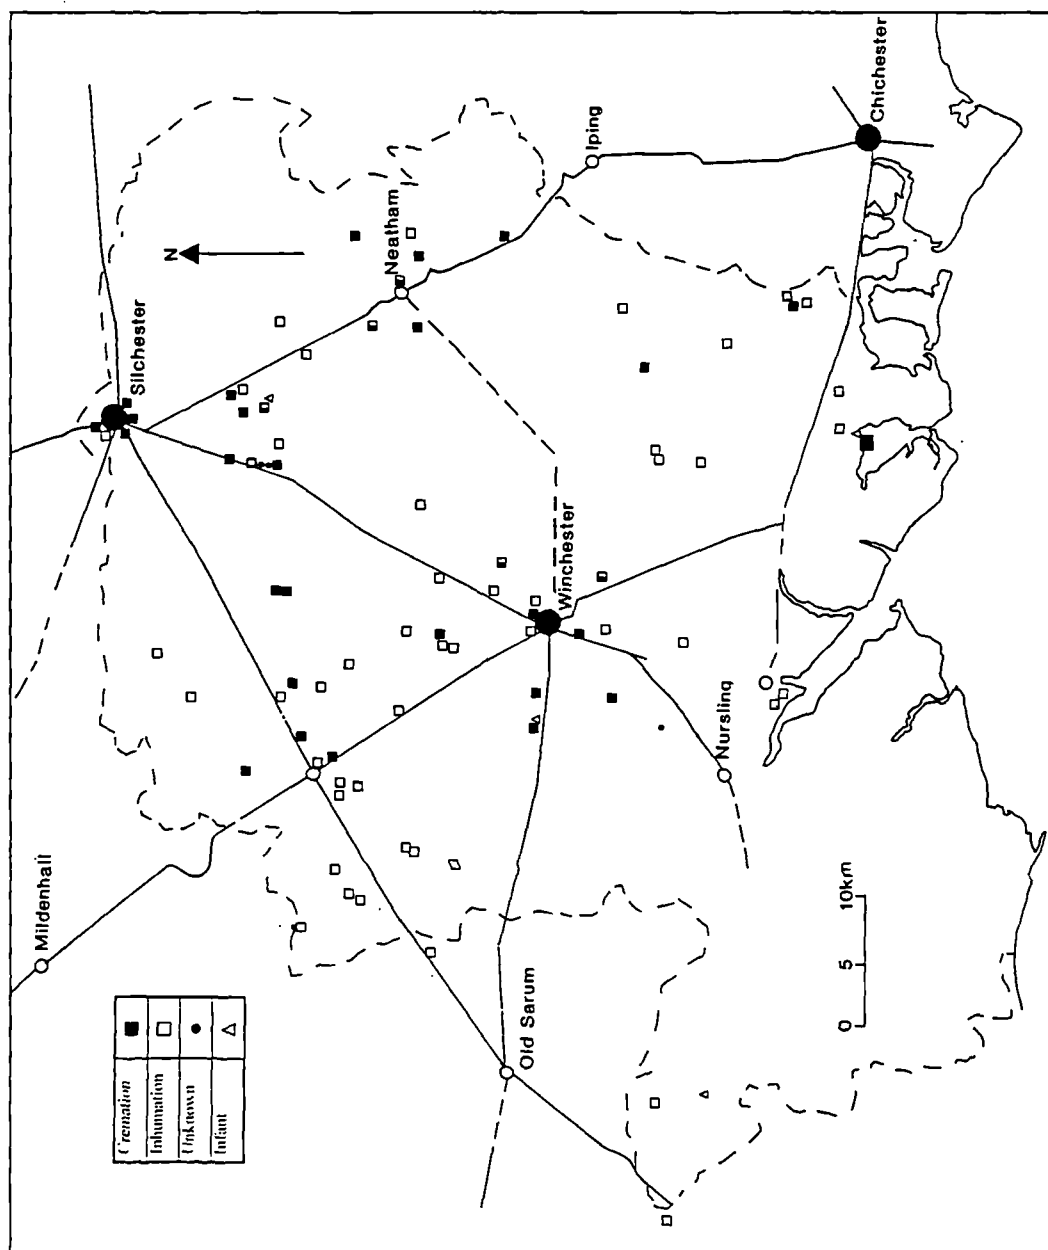 Mildenhall
Silchester
N
Neatham
Iping
Chichester
Winchester
Nursling
Old Sarum
Cremation
Inhumation
Unknown
Infant
0 5 10km